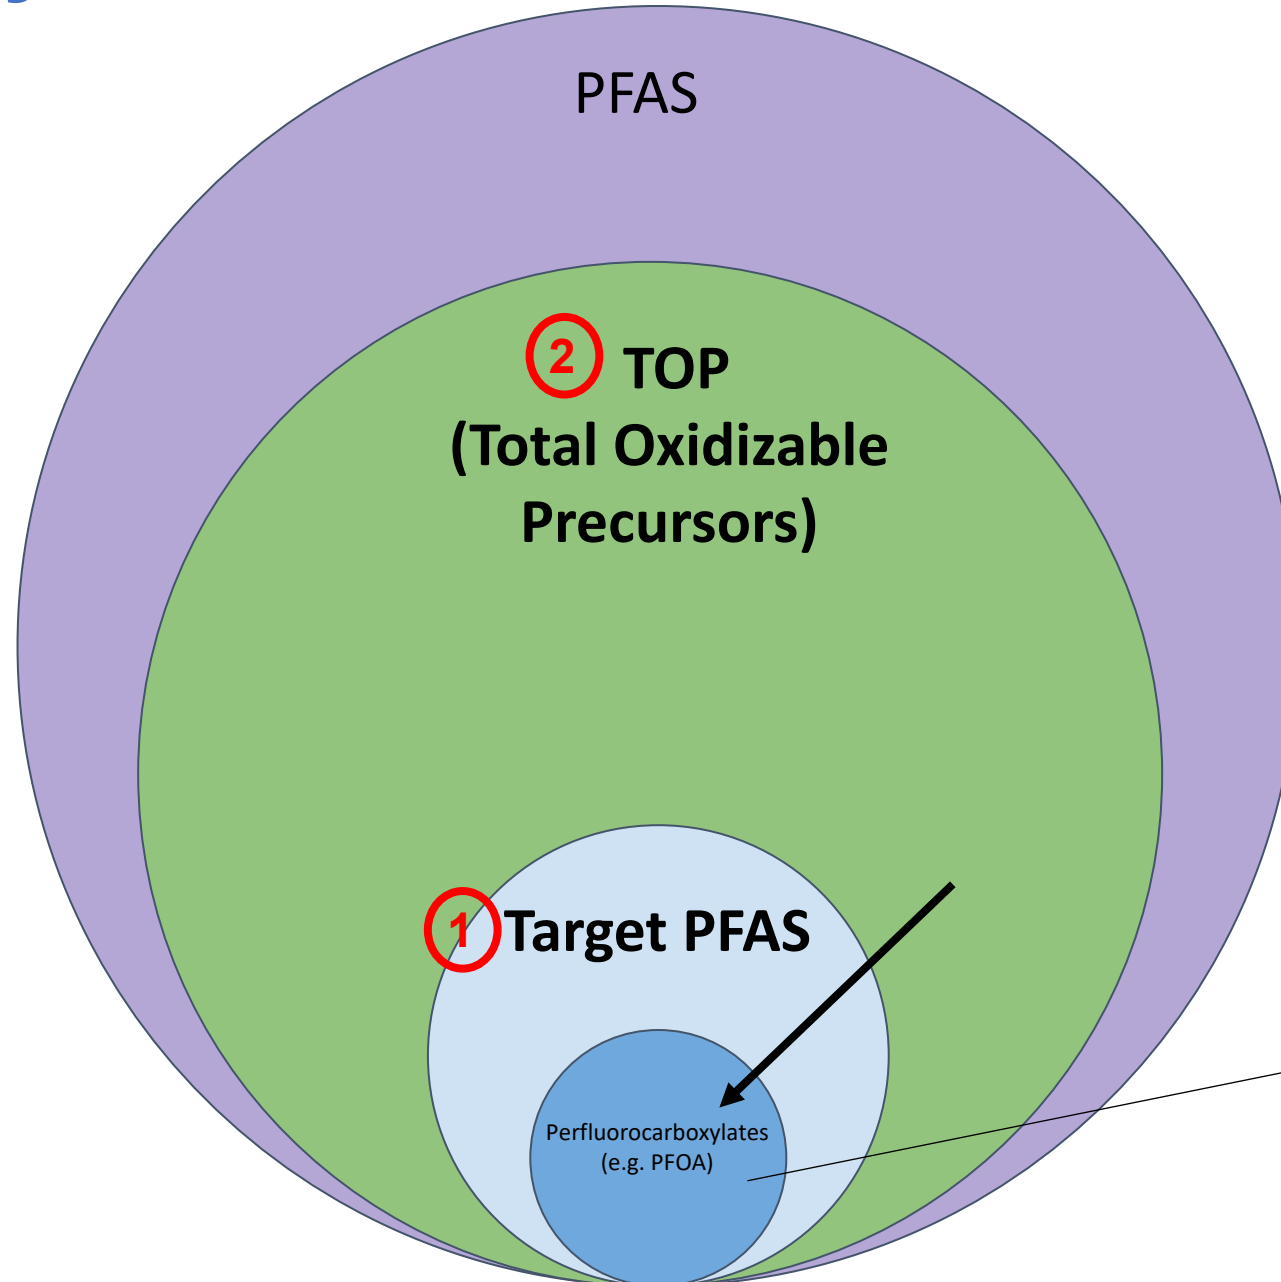 PFAS
2 TOP
(Total Oxidizable
Precursors)
1 Target PFAS
Perfluorocarboxylates
(e.g. PFOA)